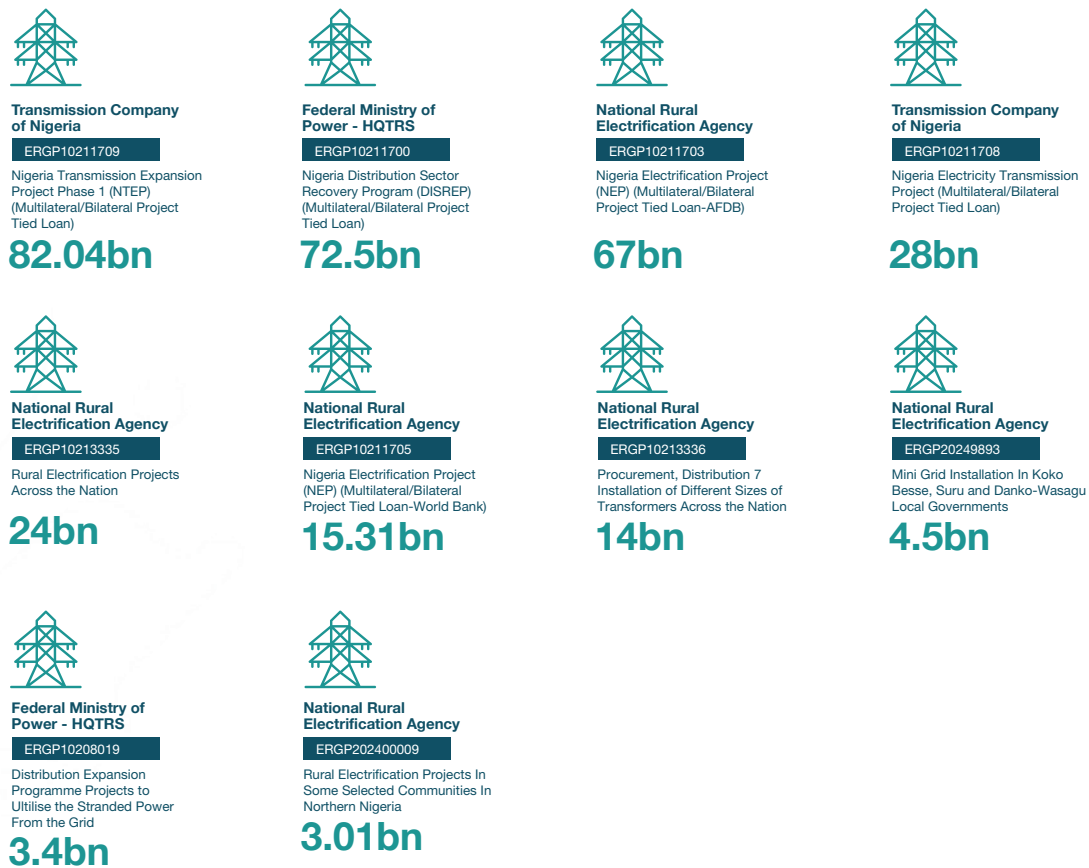 Transmission Company
of Nigeria
ERGP10211709
Nigeria Transmission Expansion
Project Phase 1 (NTEP)
(Multilateral/Bilateral Project
Tied Loan)
82.04bn
Federal Ministry of
Power - HQTRS
ERGP10211700
Nigeria Distribution Sector
Recovery Program (DISREP)
(Multilateral/Bilateral Project
Tied Loan)
72.5bn
National Rural
Electrification Agency
ERGP10211703
Nigeria Electrification Project
(NEP) (Multilateral/Bilateral
Project Tied Loan-AFDB)
67bn
Transmission Company
of Nigeria
ERGP10211708
Nigeria Electricity Transmission
Project (Multilateral/Bilateral
Project Tied Loan)
28bn
National Rural
Electrification Agency
ERGP10213335
Rural Electrification Projects
Across the Nation
24bn
National Rural
Electrification Agency
ERGP10211705
Nigeria Electrification Project
(NEP) (Multilateral/Bilateral
Project Tied Loan-World Bank)
15.31bn
National Rural
Electrification Agency
ERGP10213336
Procurement, Distribution 7
Installation of Different Sizes of
Transformers Across the Nation
14bn
National Rural
Electrification Agency
ERGP20249893
Mini Grid Installation In Koko
Besse, Suru and Danko-Wasagu
Local Governments
4.5bn
Federal Ministry of
Power - HQTRS
ERGP10208019
Distribution Expansion
Programme Projects to
Ultilise the Stranded Power
From the Grid
3.4bn
National Rural
Electrification Agency
ERGP202400009
Rural Electrification Projects In
Some Selected Communities In
Northern Nigeria
3.01bn